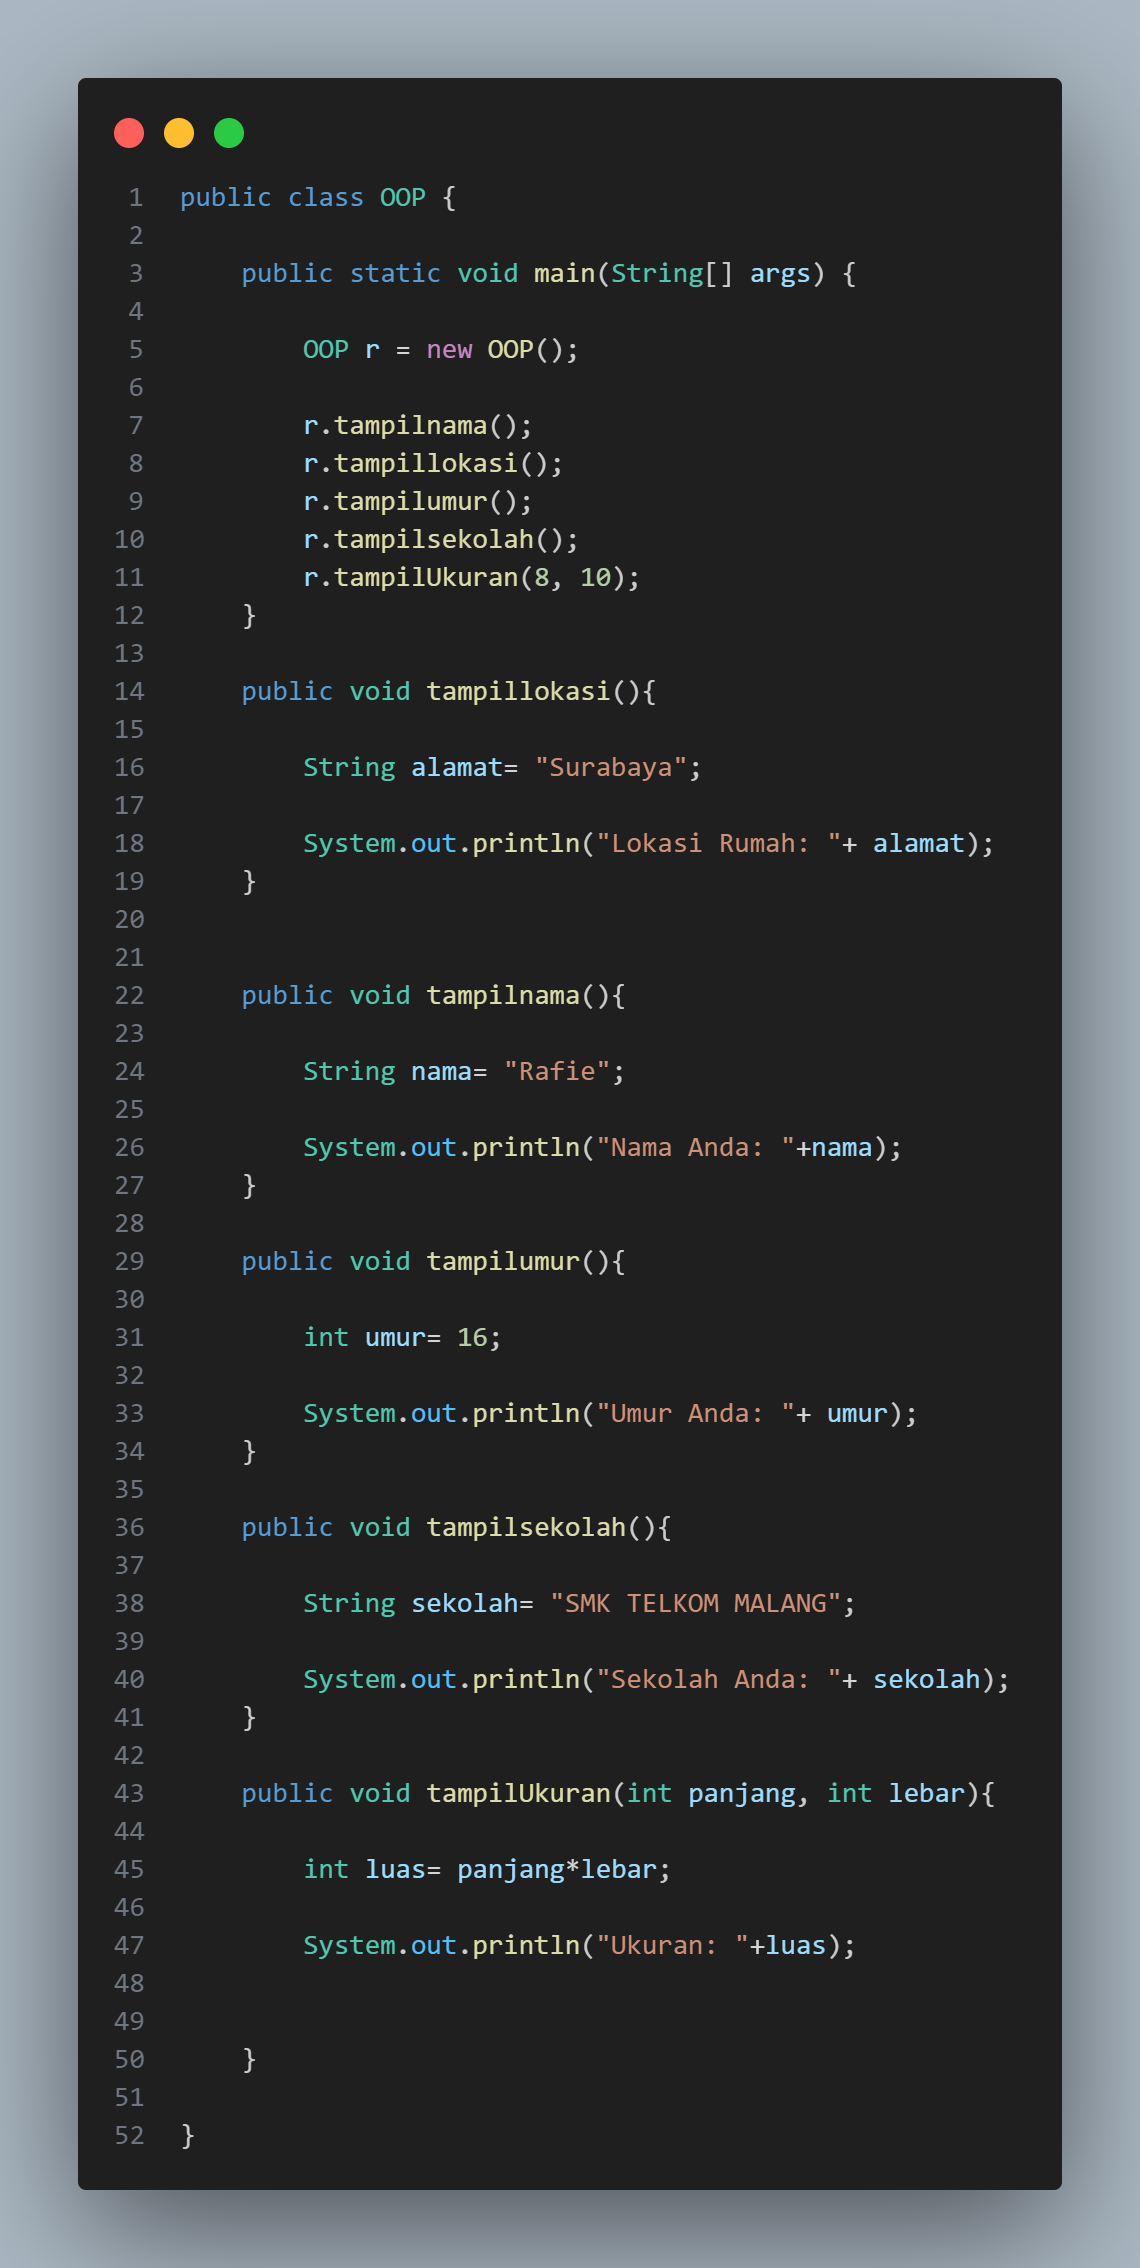 1 public class OOP {
2
3     public static void main(String[] args) {
4
5         OOP r = new OOP();
6
7         r.tampilnama();
8         r.tampillokasi();
9         r.tampilumur();
10         r.tampilsekolah();
11         r.tampilUkuran(8, 10);
12     }
13
14     public void tampillokasi(){
15
16         String alamat= "Surabaya";
17
18         System.out.println("Lokasi Rumah: "+ alamat);
19     }
20
21
22     public void tampilnama(){
23
24         String nama= "Rafie";
25
26         System.out.println("Nama Anda: "+nama);
27     }
28
29     public void tampilumur(){
30
31         int umur= 16;
32
33         System.out.println("Umur Anda: "+ umur);
34     }
35
36     public void tampilsekolah(){
37
38         String sekolah= "SMK TELKOM MALANG";
39
40         System.out.println("Sekolah Anda: "+ sekolah);
41     }
42
43     public void tampilUkuran(int panjang, int lebar){
44
45         int luas= panjang*lebar;
46
47         System.out.println("Ukuran: "+luas);
48
49
50     }
51
52 }